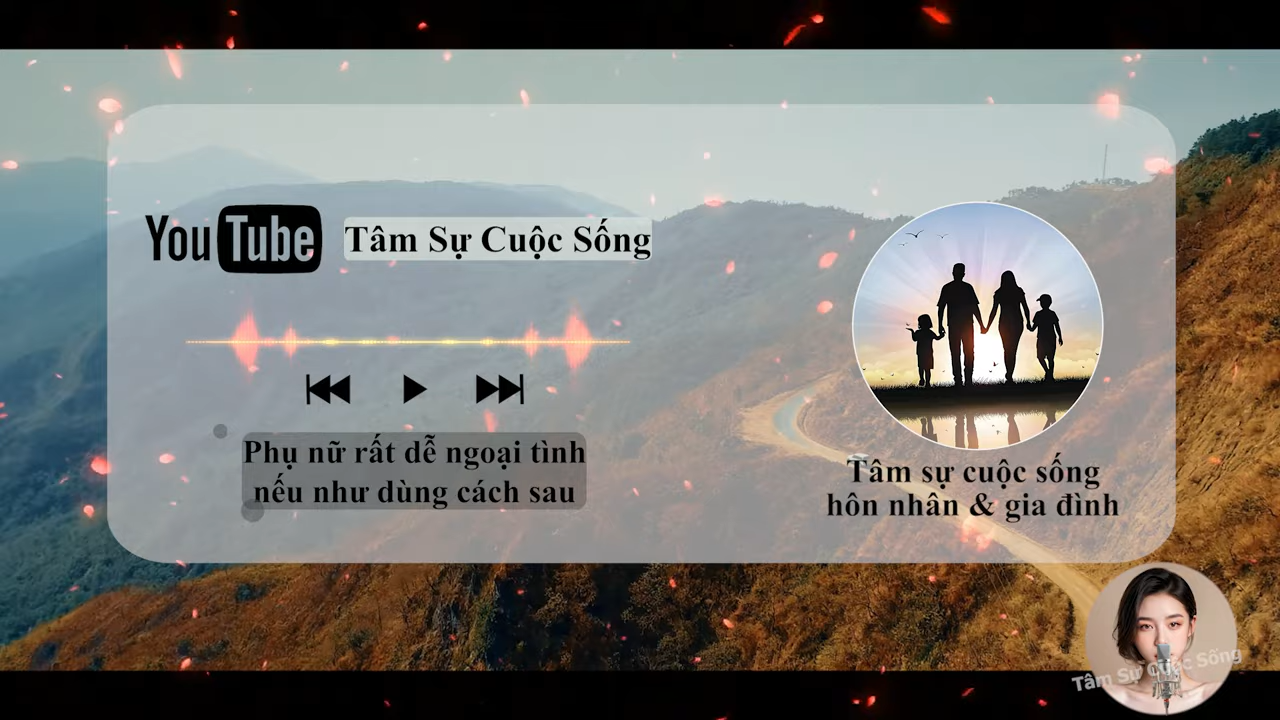 YouTube Tâm Sự Cuộc Sống
Phụ nữ rất dễ ngoại tình
nếu như dùng cách sau
Tâm sự cuộc sống
hôn nhân & gia đình
Tâm Sự Cuộc Sống